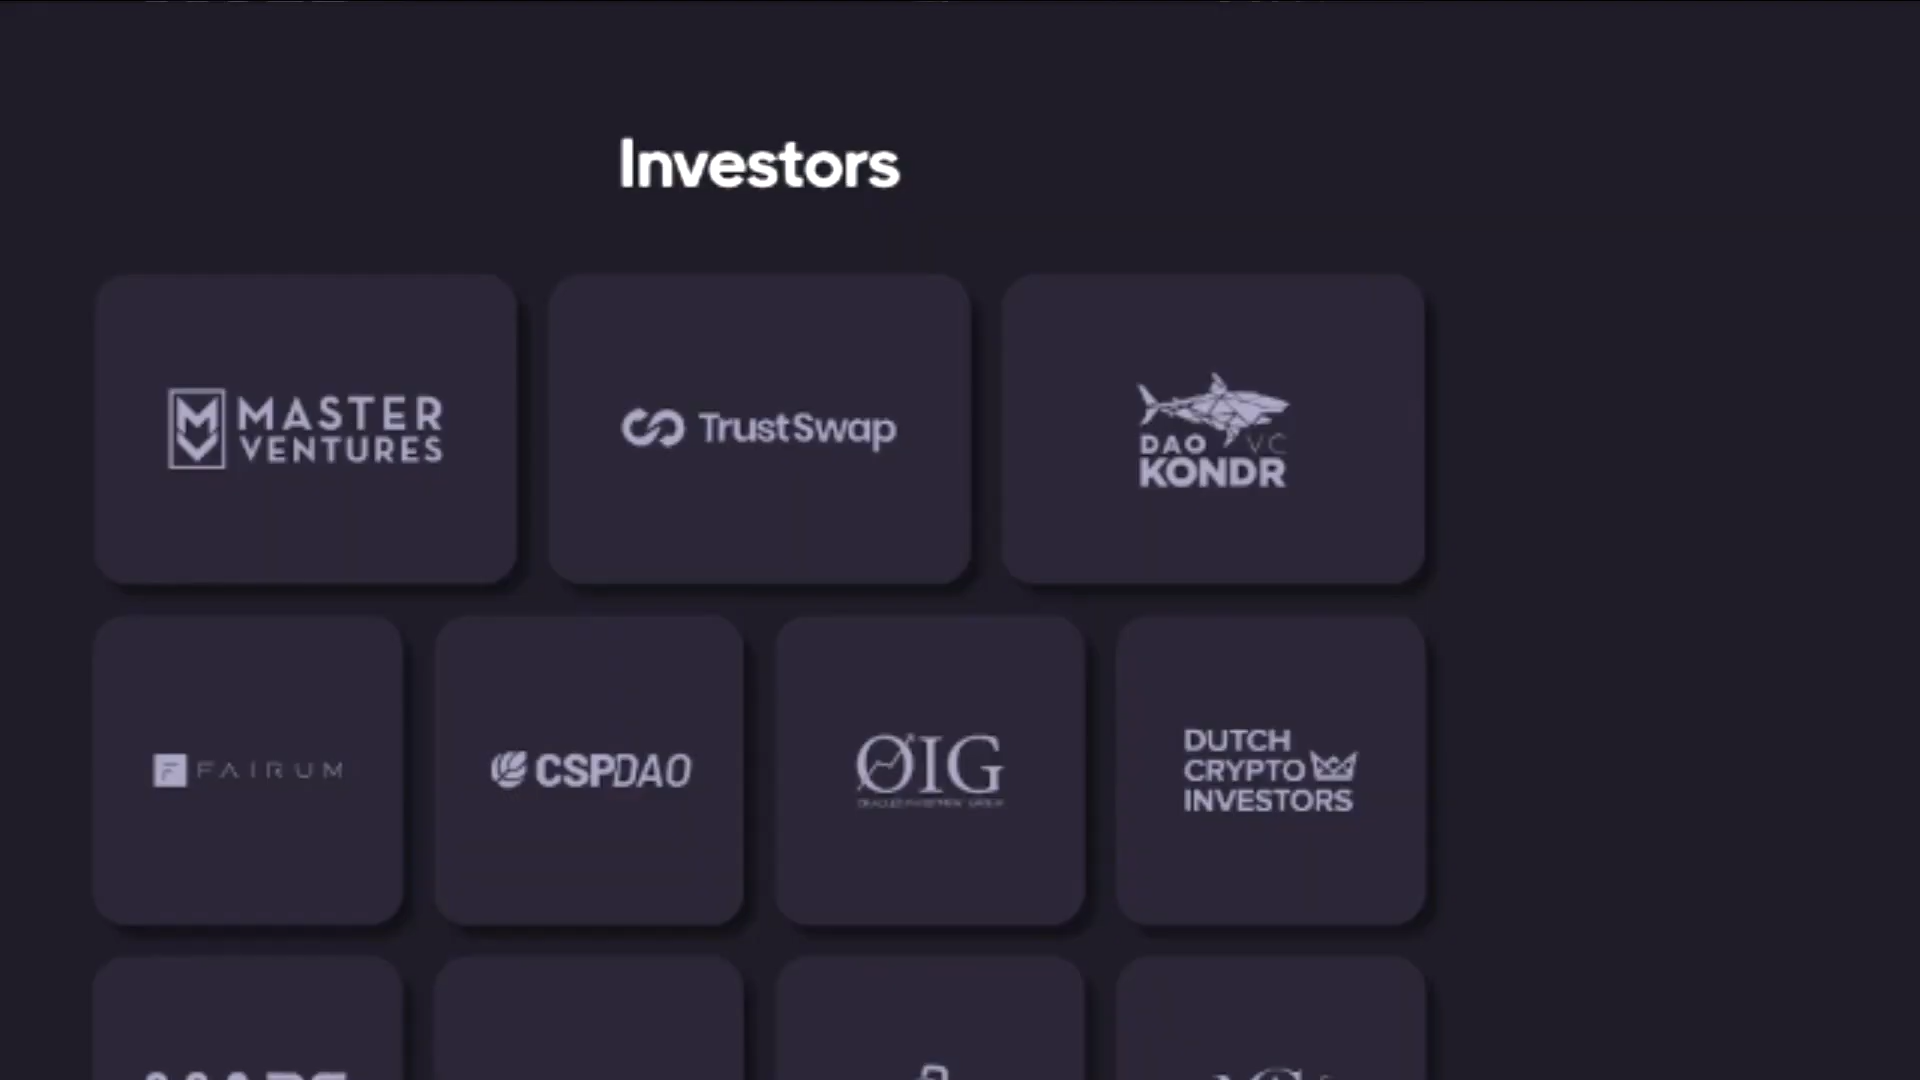 Investors
MASTER
VENTURES
TrustSwap
DAO VC
KONDR
FAIRUM
CSPDAO
ØIG
DUTCH
CRYPTO
INVESTORS